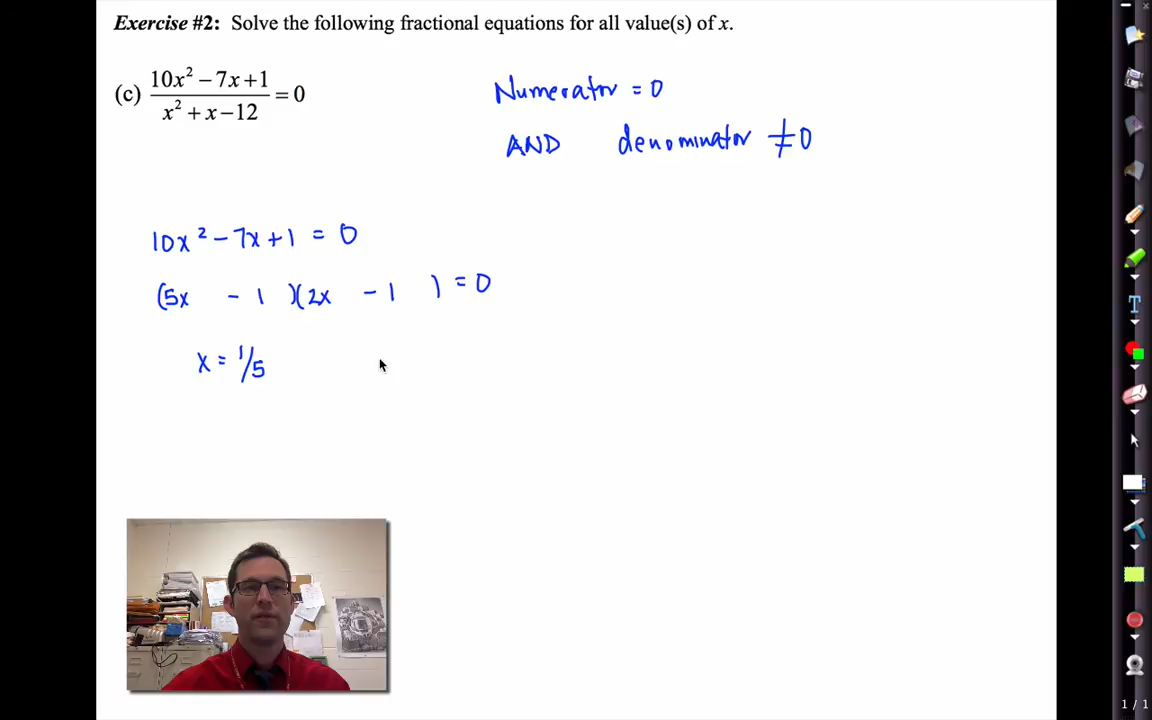 Exercise #2: Solve the following fractional equations for all value(s) of x.
(c) (10x² − 7x + 1)/(x² + x − 12) = 0
Numerator = 0
AND denominator ≠ 0
10x² − 7x + 1 = 0
(5x − 1)(2x − 1) = 0
x = 1/5
T
1 / 1